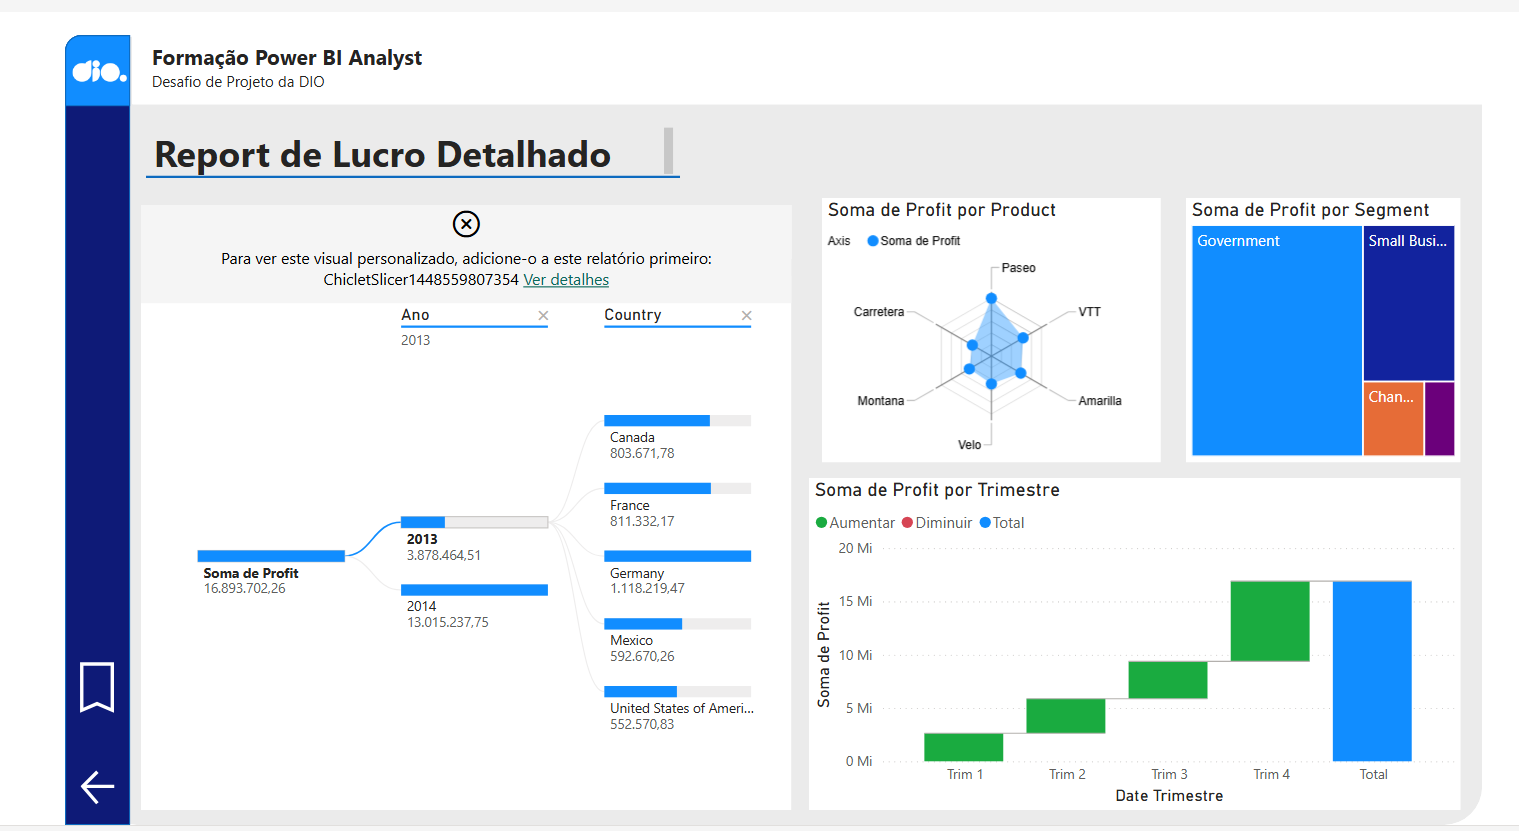 dio.
Formação Power BI Analyst
Desafio de Projeto da DIO
Report de Lucro Detalhado
Para ver este visual personalizado, adicione-o a este relatório primeiro:
ChicletSlicer1448559807354 Ver detalhes
Ano
Country
2013
Canada
803.671,78
France
811.332,17
2013
3.878.464,51
Soma de Profit
16.893.702,26
Germany
1.118.219,47
2014
13.015.237,75
Mexico
592.670,26
United States of Ameri...
552.570,83
Soma de Profit por Product
Axis Soma de Profit
Paseo
Carretera
VTT
Montana
Amarilla
Velo
Soma de Profit por Segment
Government
Small Busi...
Chan...
Soma de Profit por Trimestre
Aumentar Diminuir Total
Soma de Profit
20 Mi
15 Mi
10 Mi
5 Mi
0 Mi
Trim 1 Trim 2 Trim 3 Trim 4 Total
Date Trimestre